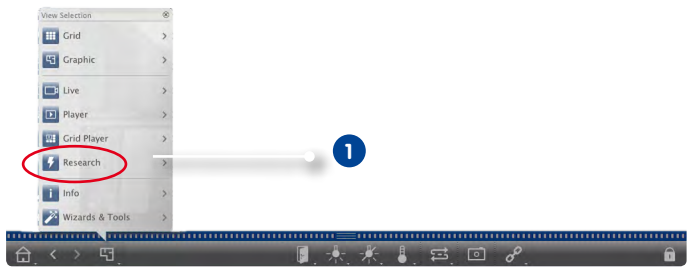 View Selection
Grid
Graphic
Live
Player
Grid Player
Research
1
Info
Wizards & Tools